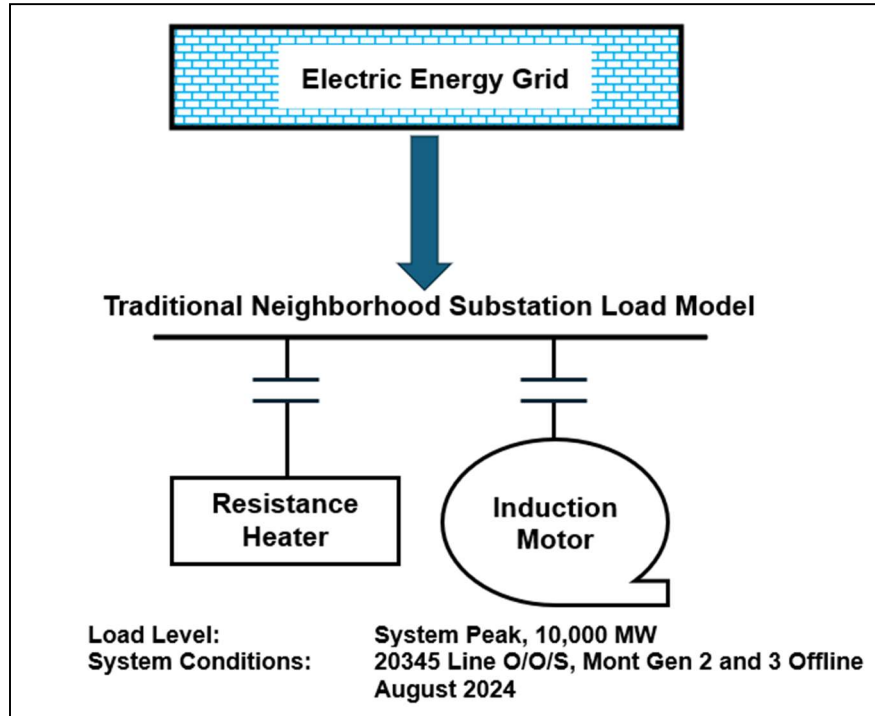 Electric Energy Grid
Traditional Neighborhood Substation Load Model
Resistance
Heater
Induction
Motor
Load Level: System Peak, 10,000 MW
System Conditions: 20345 Line O/O/S, Mont Gen 2 and 3 Offline
August 2024